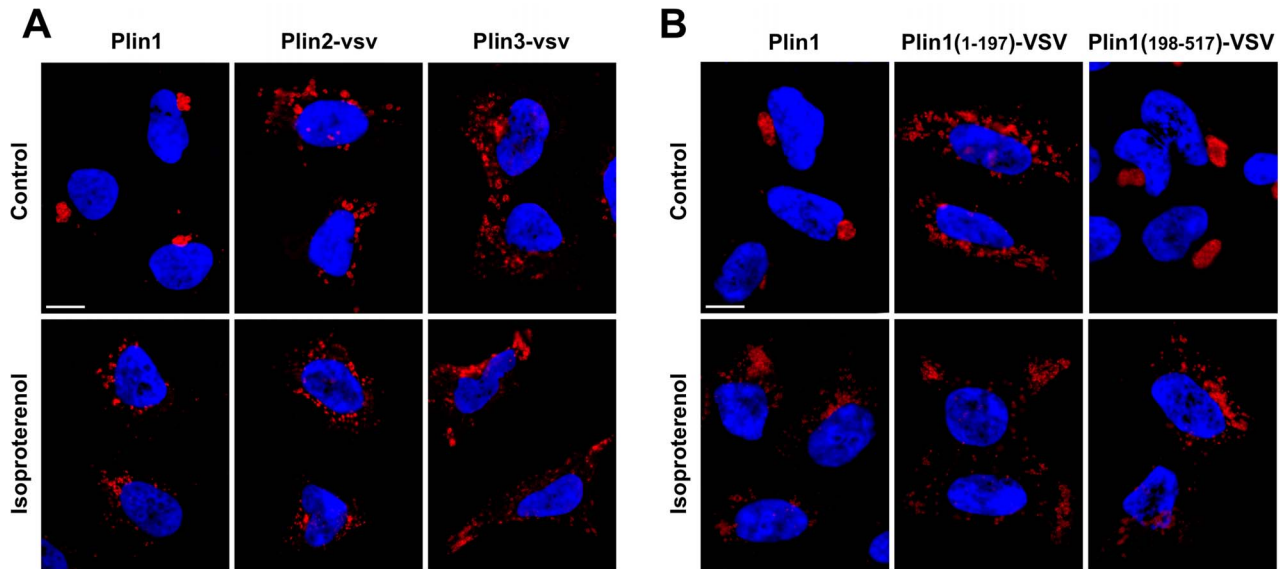 A
Plin1 Plin2-vsv Plin3-vsv
Control
Isoproterenol
B
Plin1 Plin1(1-197)-VSV Plin1(198-517)-VSV
Control
Isoproterenol